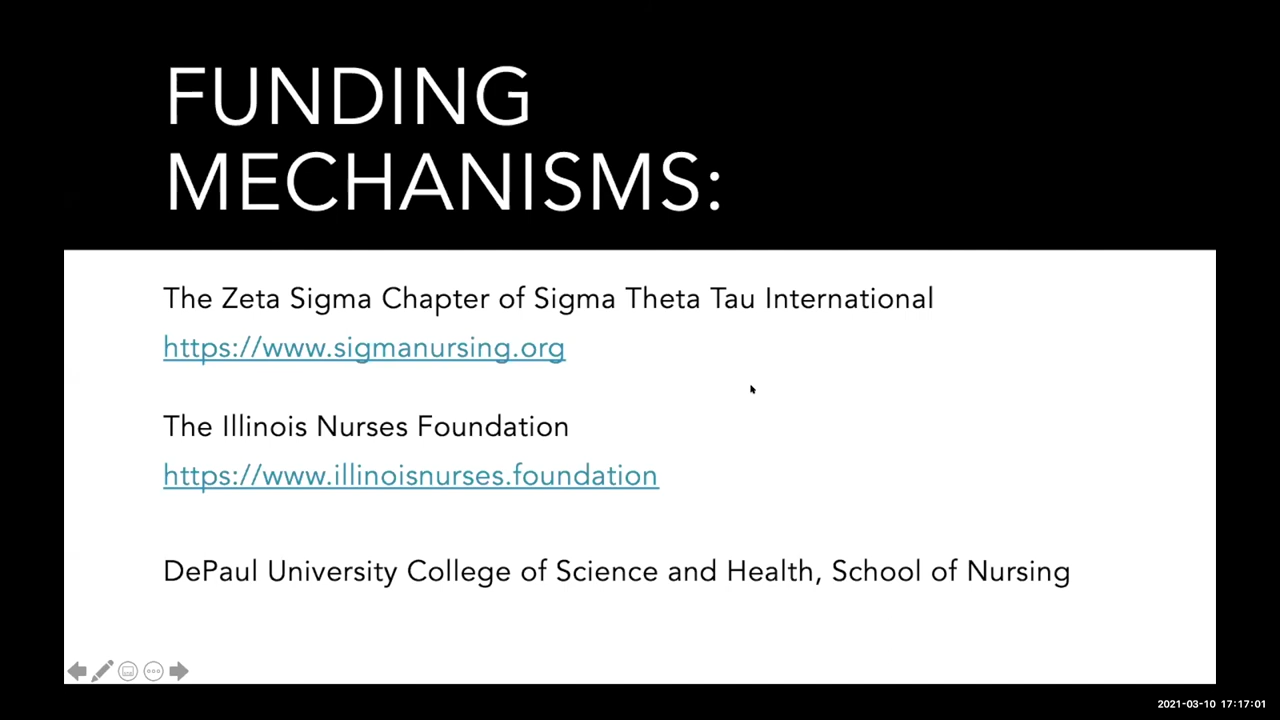 FUNDING
MECHANISMS:
The Zeta Sigma Chapter of Sigma Theta Tau International
https://www.sigmanursing.org
The Illinois Nurses Foundation
https://www.illinoisnurses.foundation
DePaul University College of Science and Health, School of Nursing
2021-03-10 17:17:01